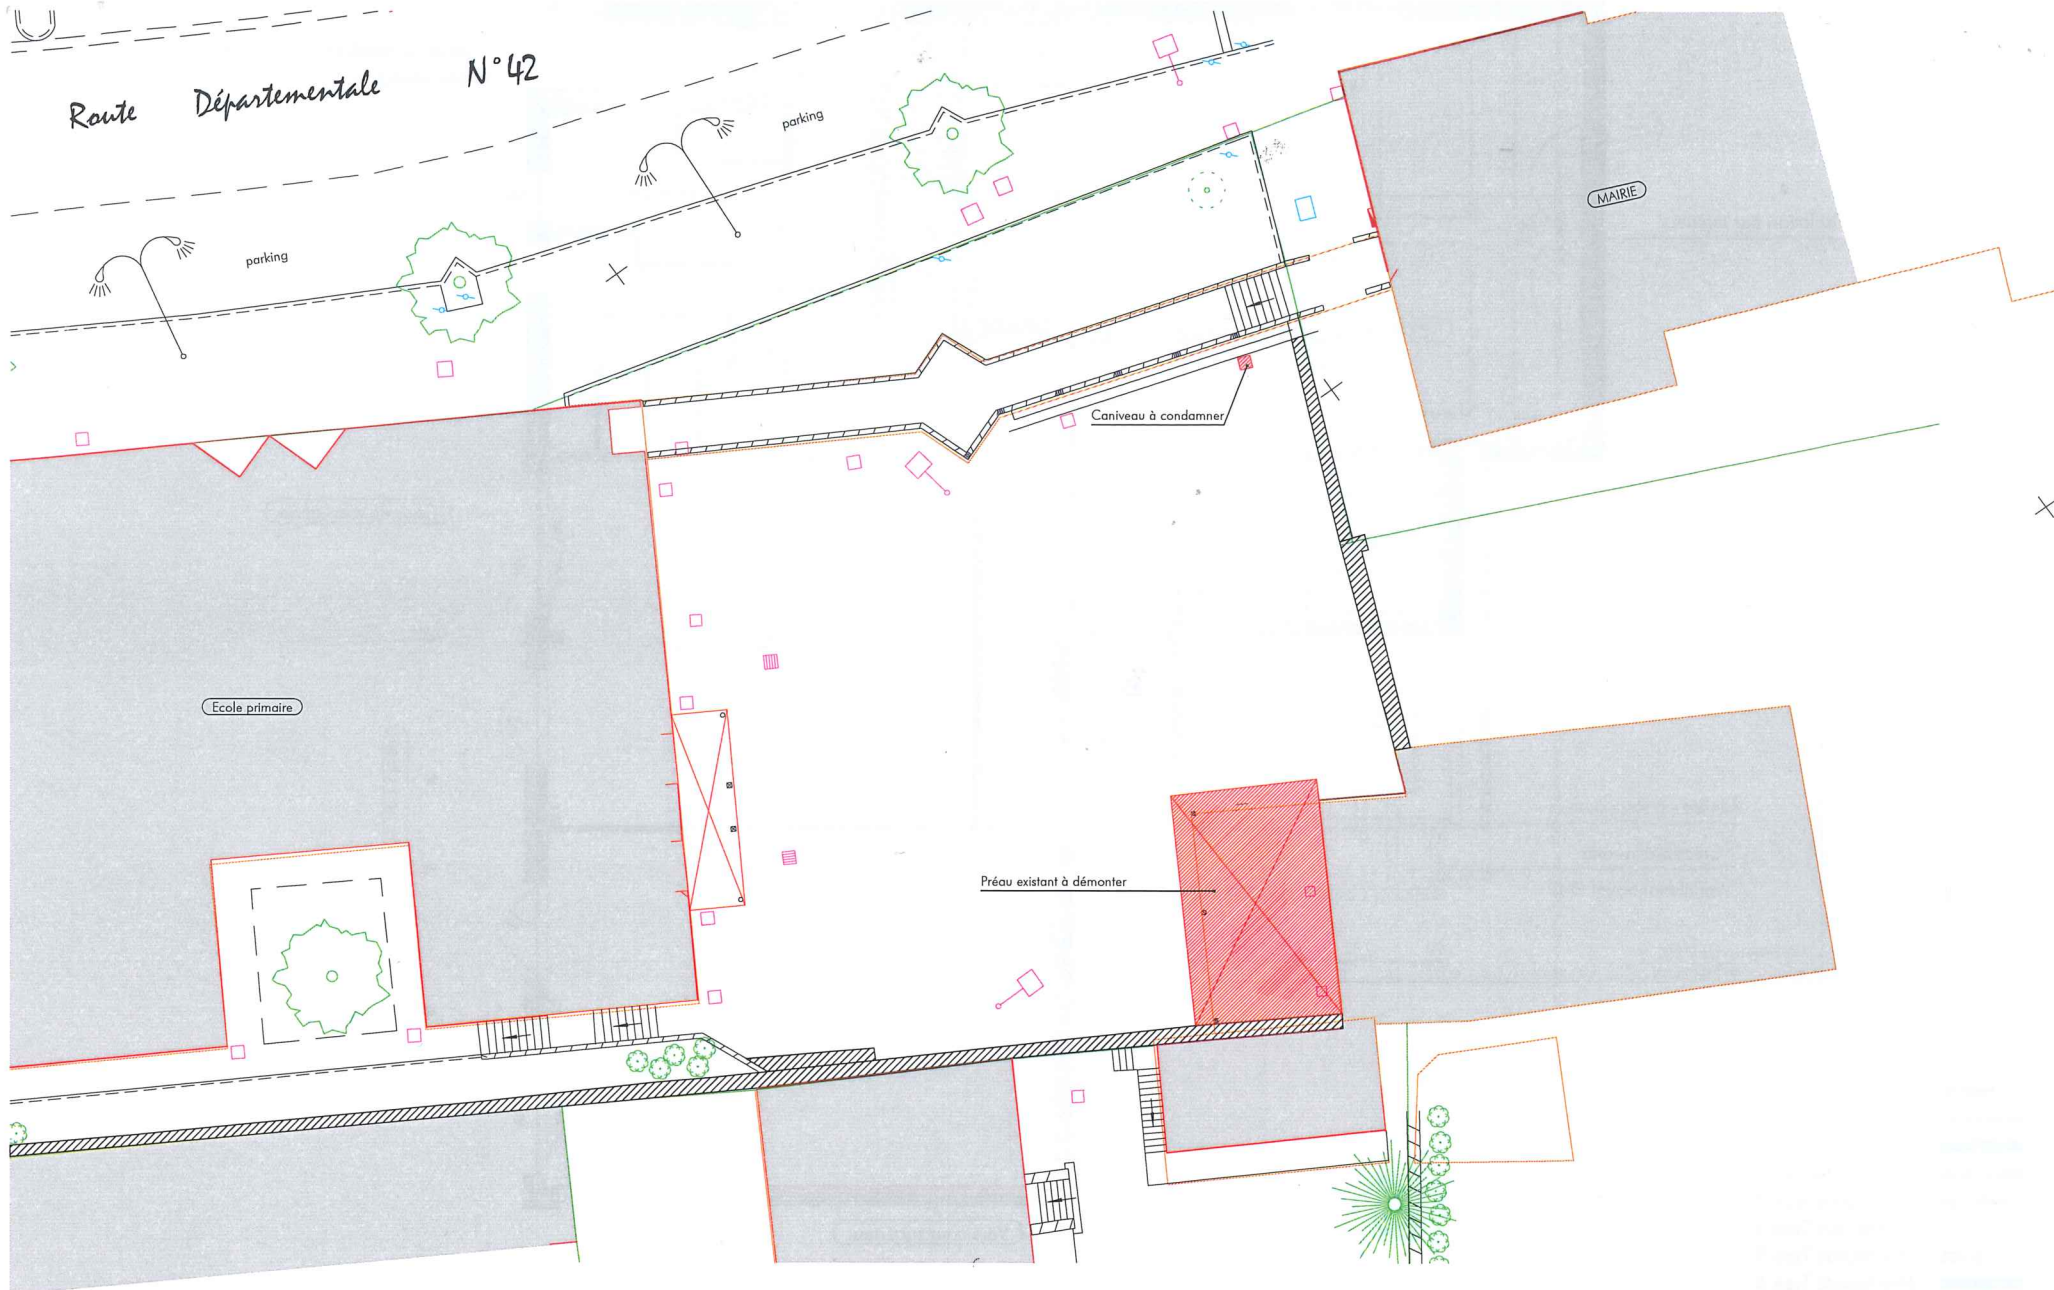 Route Départementale N°42
parking
parking
MAIRIE
Caniveau à condamner
Ecole primaire
Préau existant à démonter